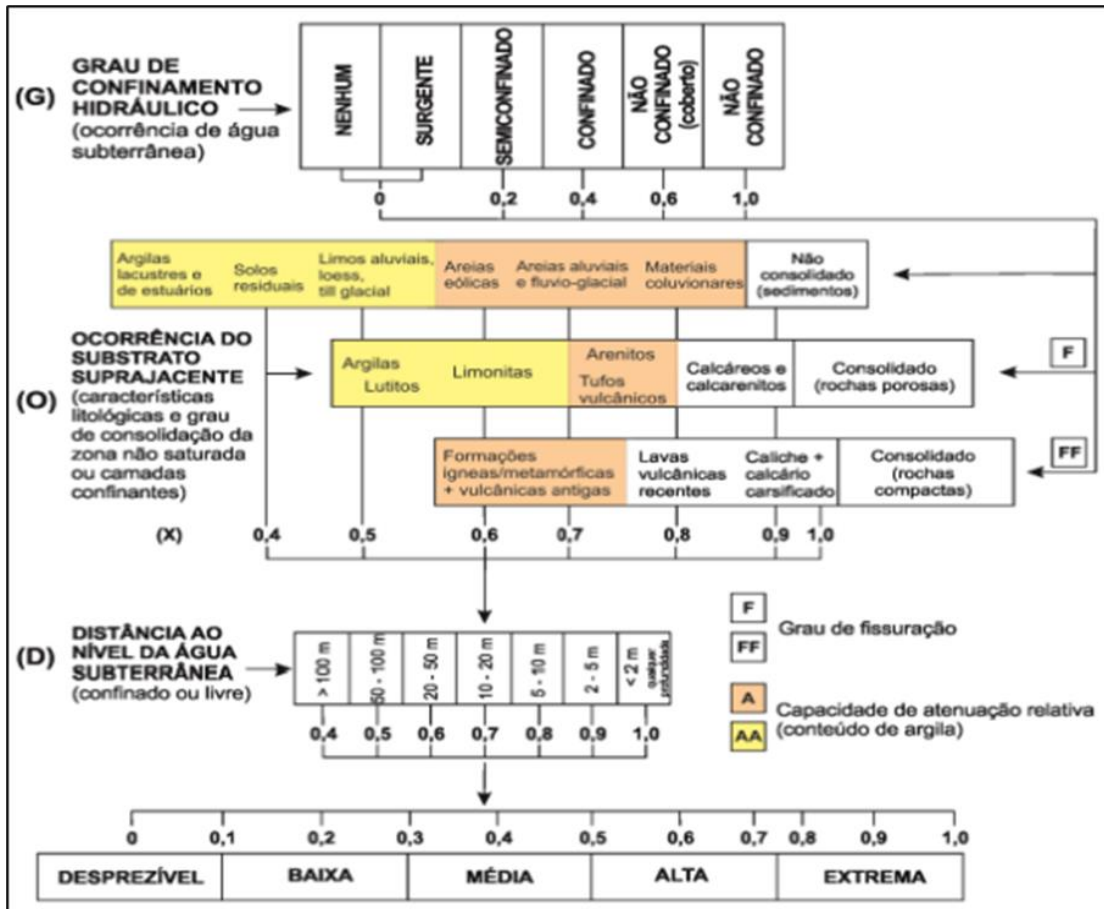 (G)
GRAU DE
CONFINAMENTO
HIDRÁULICO
(ocorrência de água
subterrânea)
NENHUM
SURGENTE
SEMICONFINADO
CONFINADO
NÃO
CONFINADO
(coberto)
NÃO
CONFINADO
0
0,2
0,4
0,6
1,0
Argilas
lacustres e
de estuários
Solos
residuais
Limos aluviais,
loess,
till glacial
Areias
eólicas
Areias aluviais
e fluvio-glacial
Materiais
coluvionares
Não
consolidado
(sedimentos)
(O)
OCORRÊNCIA DO
SUBSTRATO
SUPRAJACENTE
(características
litológicas e grau
de consolidação da
zona não saturada
ou camadas
confinantes)
Argilas
Lutitos
Limonitas
Arenitos
Tufos
vulcânicos
Calcáreos e
calcarenitos
Consolidado
(rochas porosas)
F
Formações
ígneas/metamórficas
+ vulcânicas antigas
Lavas
vulcânicas
recentes
Caliche +
calcário
carsificado
Consolidado
(rochas
compactas)
FF
(X)
0,4
0,5
0,6
0,7
0,8
0,9
1,0
(D)
DISTÂNCIA AO
NÍVEL DA ÁGUA
SUBTERRÂNEA
(confinado ou livre)
> 100 m
50 - 100 m
20 - 50 m
10 - 20 m
5 - 10 m
2 - 5 m
< 2 m
qualquer
profundidade
0,4
0,5
0,6
0,7
0,8
0,9
1,0
F
FF
Grau de fissuração
A
AA
Capacidade de atenuação relativa
(conteúdo de argila)
0
0,1
0,2
0,3
0,4
0,5
0,6
0,7
0,8
0,9
1,0
DESPREZÍVEL
BAIXA
MÉDIA
ALTA
EXTREMA